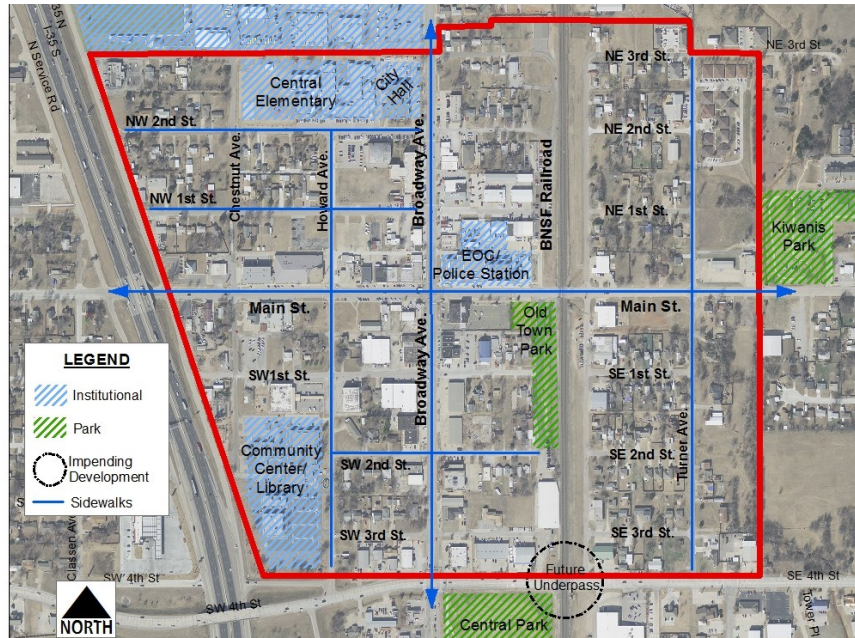 N Service Rd
I-35 N
I-35 S
NE 3rd St
NE 3rd St.
Central
Elementary
City
Hall
NW 2nd St.
NE 2nd St.
Chestnut Ave.
Howard Ave.
Broadway Ave.
BNSF Railroad
NW 1st St.
NE 1st St.
Kiwanis
Park
EOC/
Police Station
Main St.
Main St.
Old
Town
Park
Broadway Ave.
LEGEND
Institutional
Park
Impending
Development
Sidewalks
SW1st St.
SE 1st St.
Turner Ave.
Community
Center/
Library
SW 2nd St.
SE 2nd St.
SW 3rd St.
SE 3rd St.
Classen Ave
SW 4th St
SW 4th St
Future
Underpass
SE 4th St
Tower Pl
Central Park
NORTH